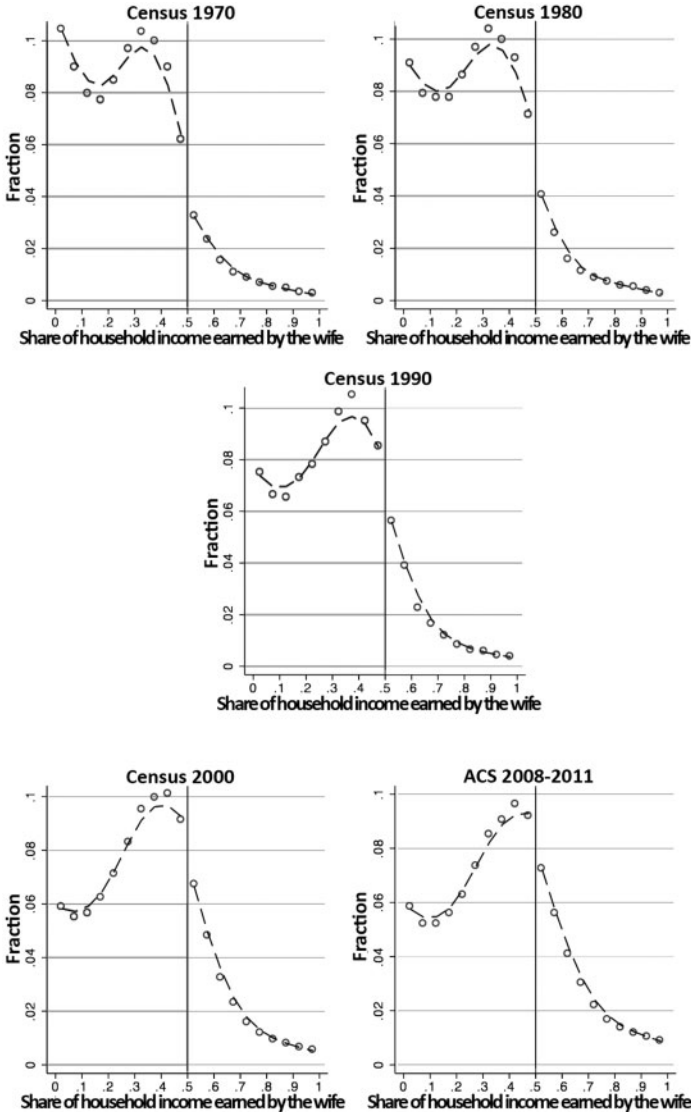 Census 1970
Fraction
0 .02 .04 .06 .08 .1
0 .1 .2 .3 .4 .5 .6 .7 .8 .9 1
Share of household income earned by the wife
Census 1980
Fraction
0 .02 .04 .06 .08 .1
0 .1 .2 .3 .4 .5 .6 .7 .8 .9 1
Share of household income earned by the wife
Census 1990
Fraction
0 .02 .04 .06 .08 .1
0 .1 .2 .3 .4 .5 .6 .7 .8 .9 1
Share of household income earned by the wife
Census 2000
Fraction
0 .02 .04 .06 .08 .1
0 .1 .2 .3 .4 .5 .6 .7 .8 .9 1
Share of household income earned by the wife
ACS 2008-2011
Fraction
0 .02 .04 .06 .08 .1
0 .1 .2 .3 .4 .5 .6 .7 .8 .9 1
Share of household income earned by the wife